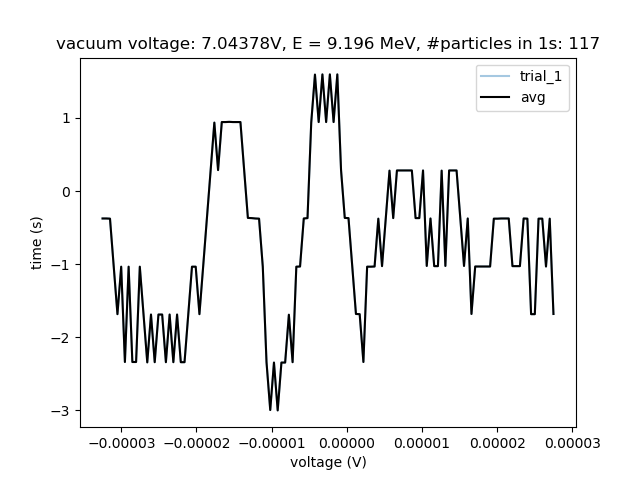 vacuum voltage: 7.04378V, E = 9.196 MeV, #particles in 1s: 117
trial_1
avg
time (s)
1
0
−1
−2
−3
−0.00003 −0.00002 −0.00001 0.00000 0.00001 0.00002 0.00003
voltage (V)